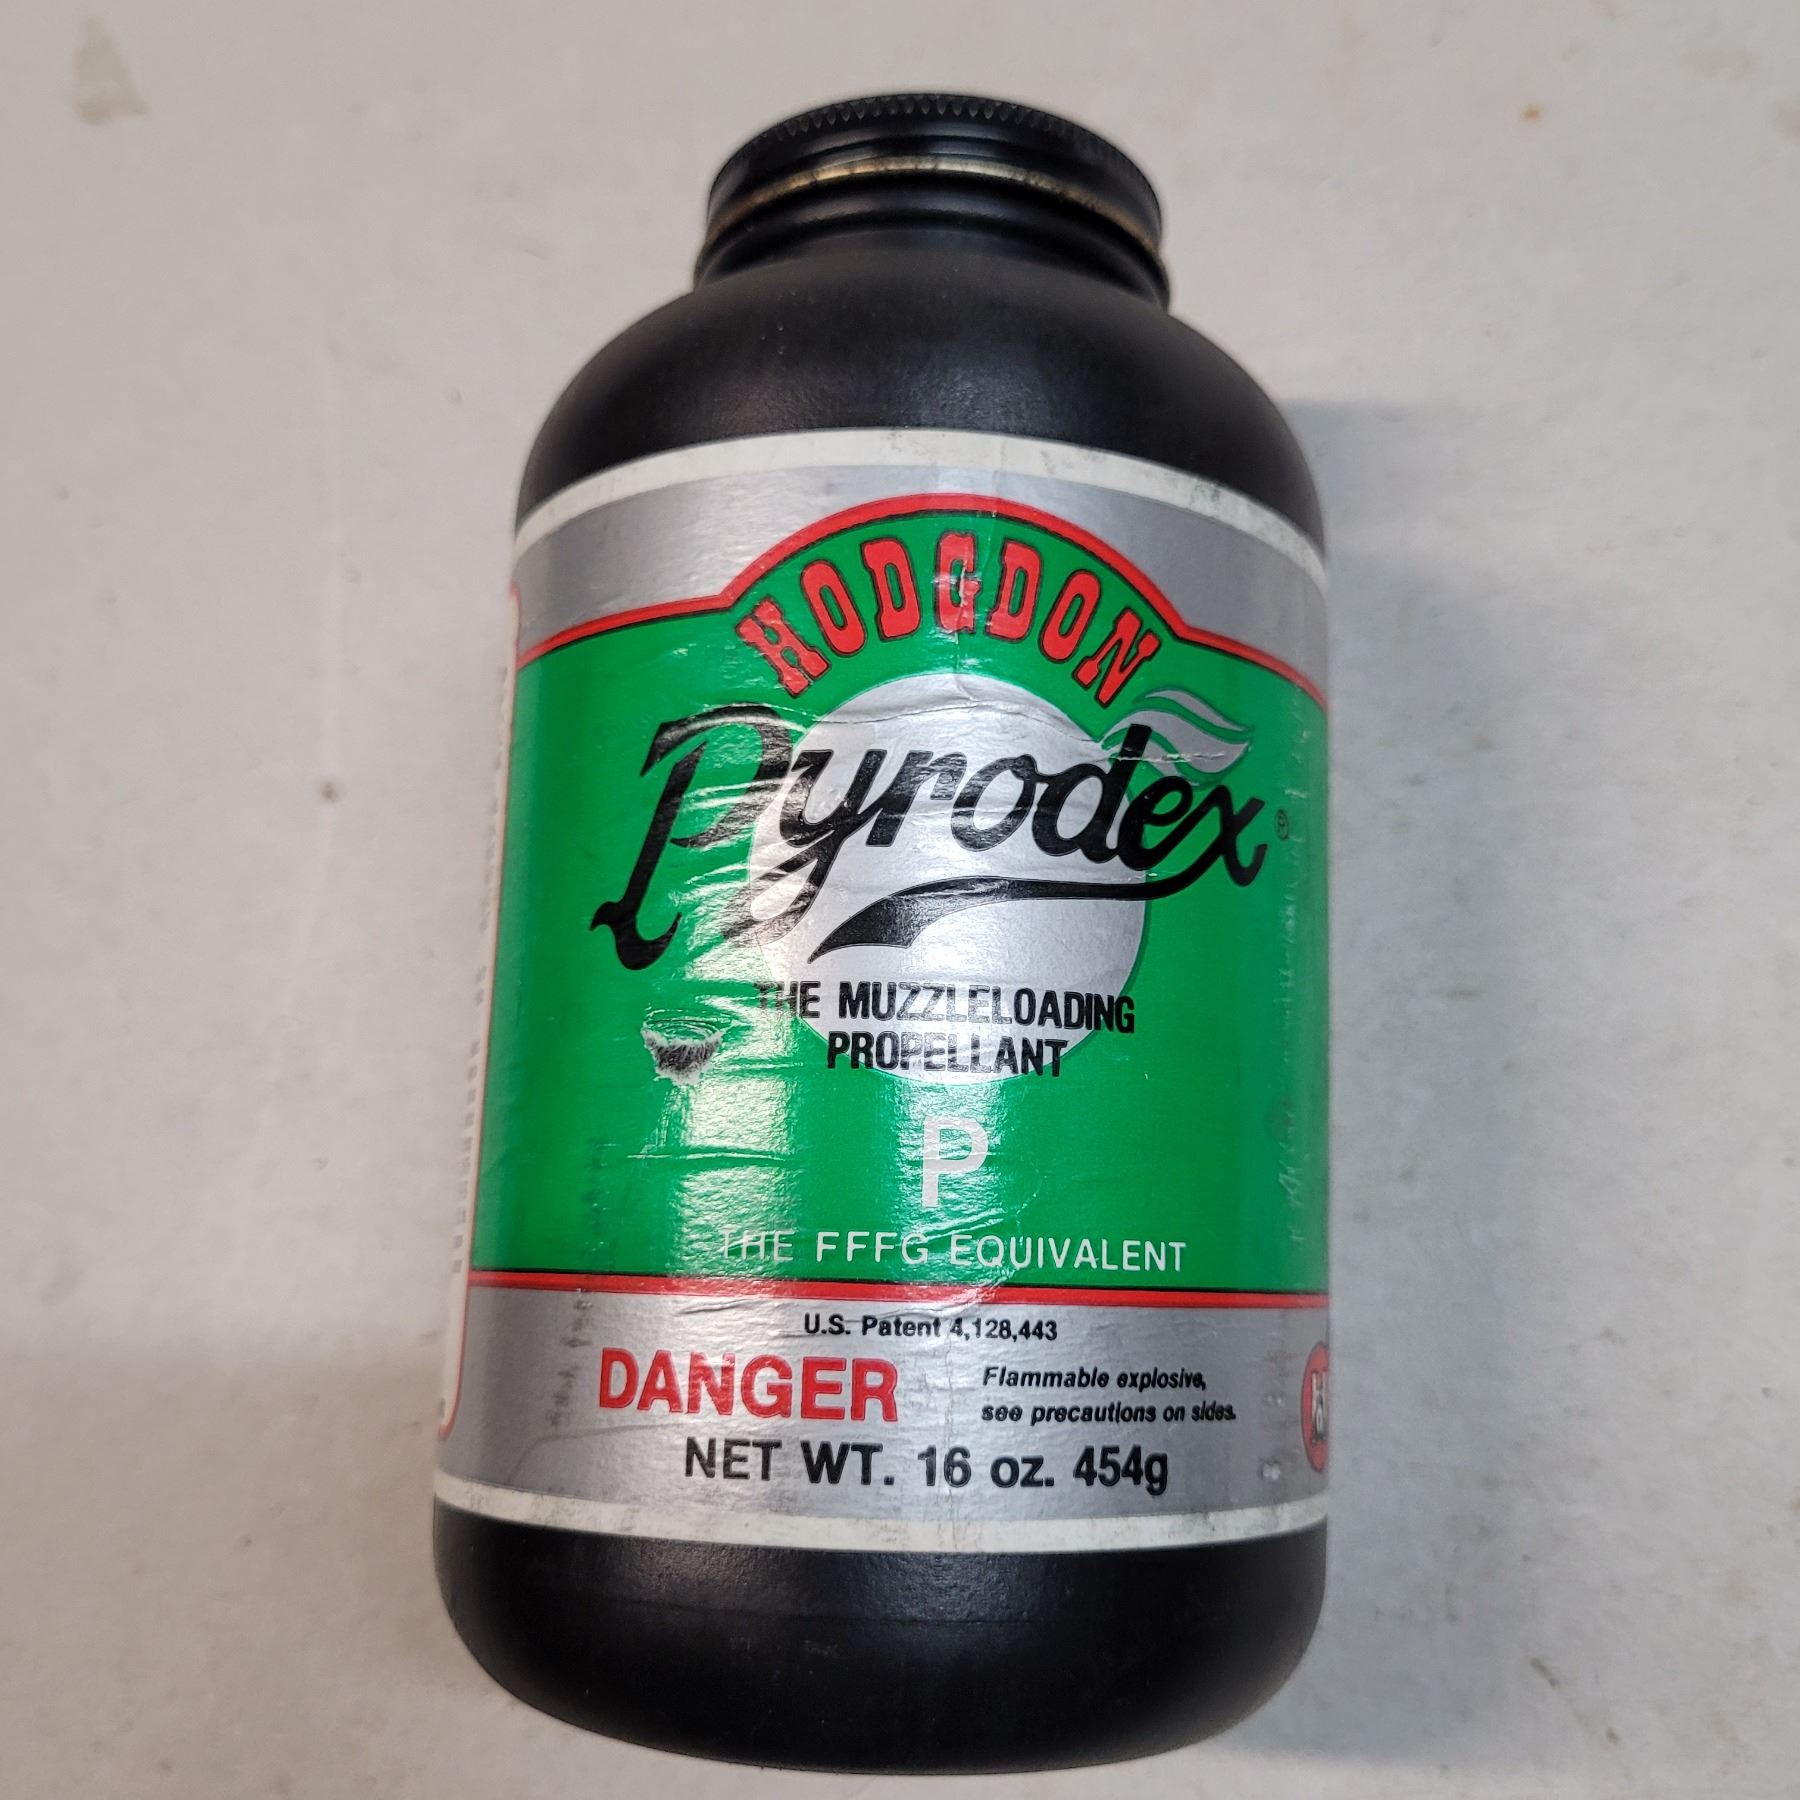 HODGDON
Pyrodex®
THE MUZZLELOADING
PROPELLANT
P
THE FFFG EQUIVALENT
U.S. Patent 4,128,443
DANGER
Flammable explosive,
see precautions on sides.
NET WT. 16 oz. 454g